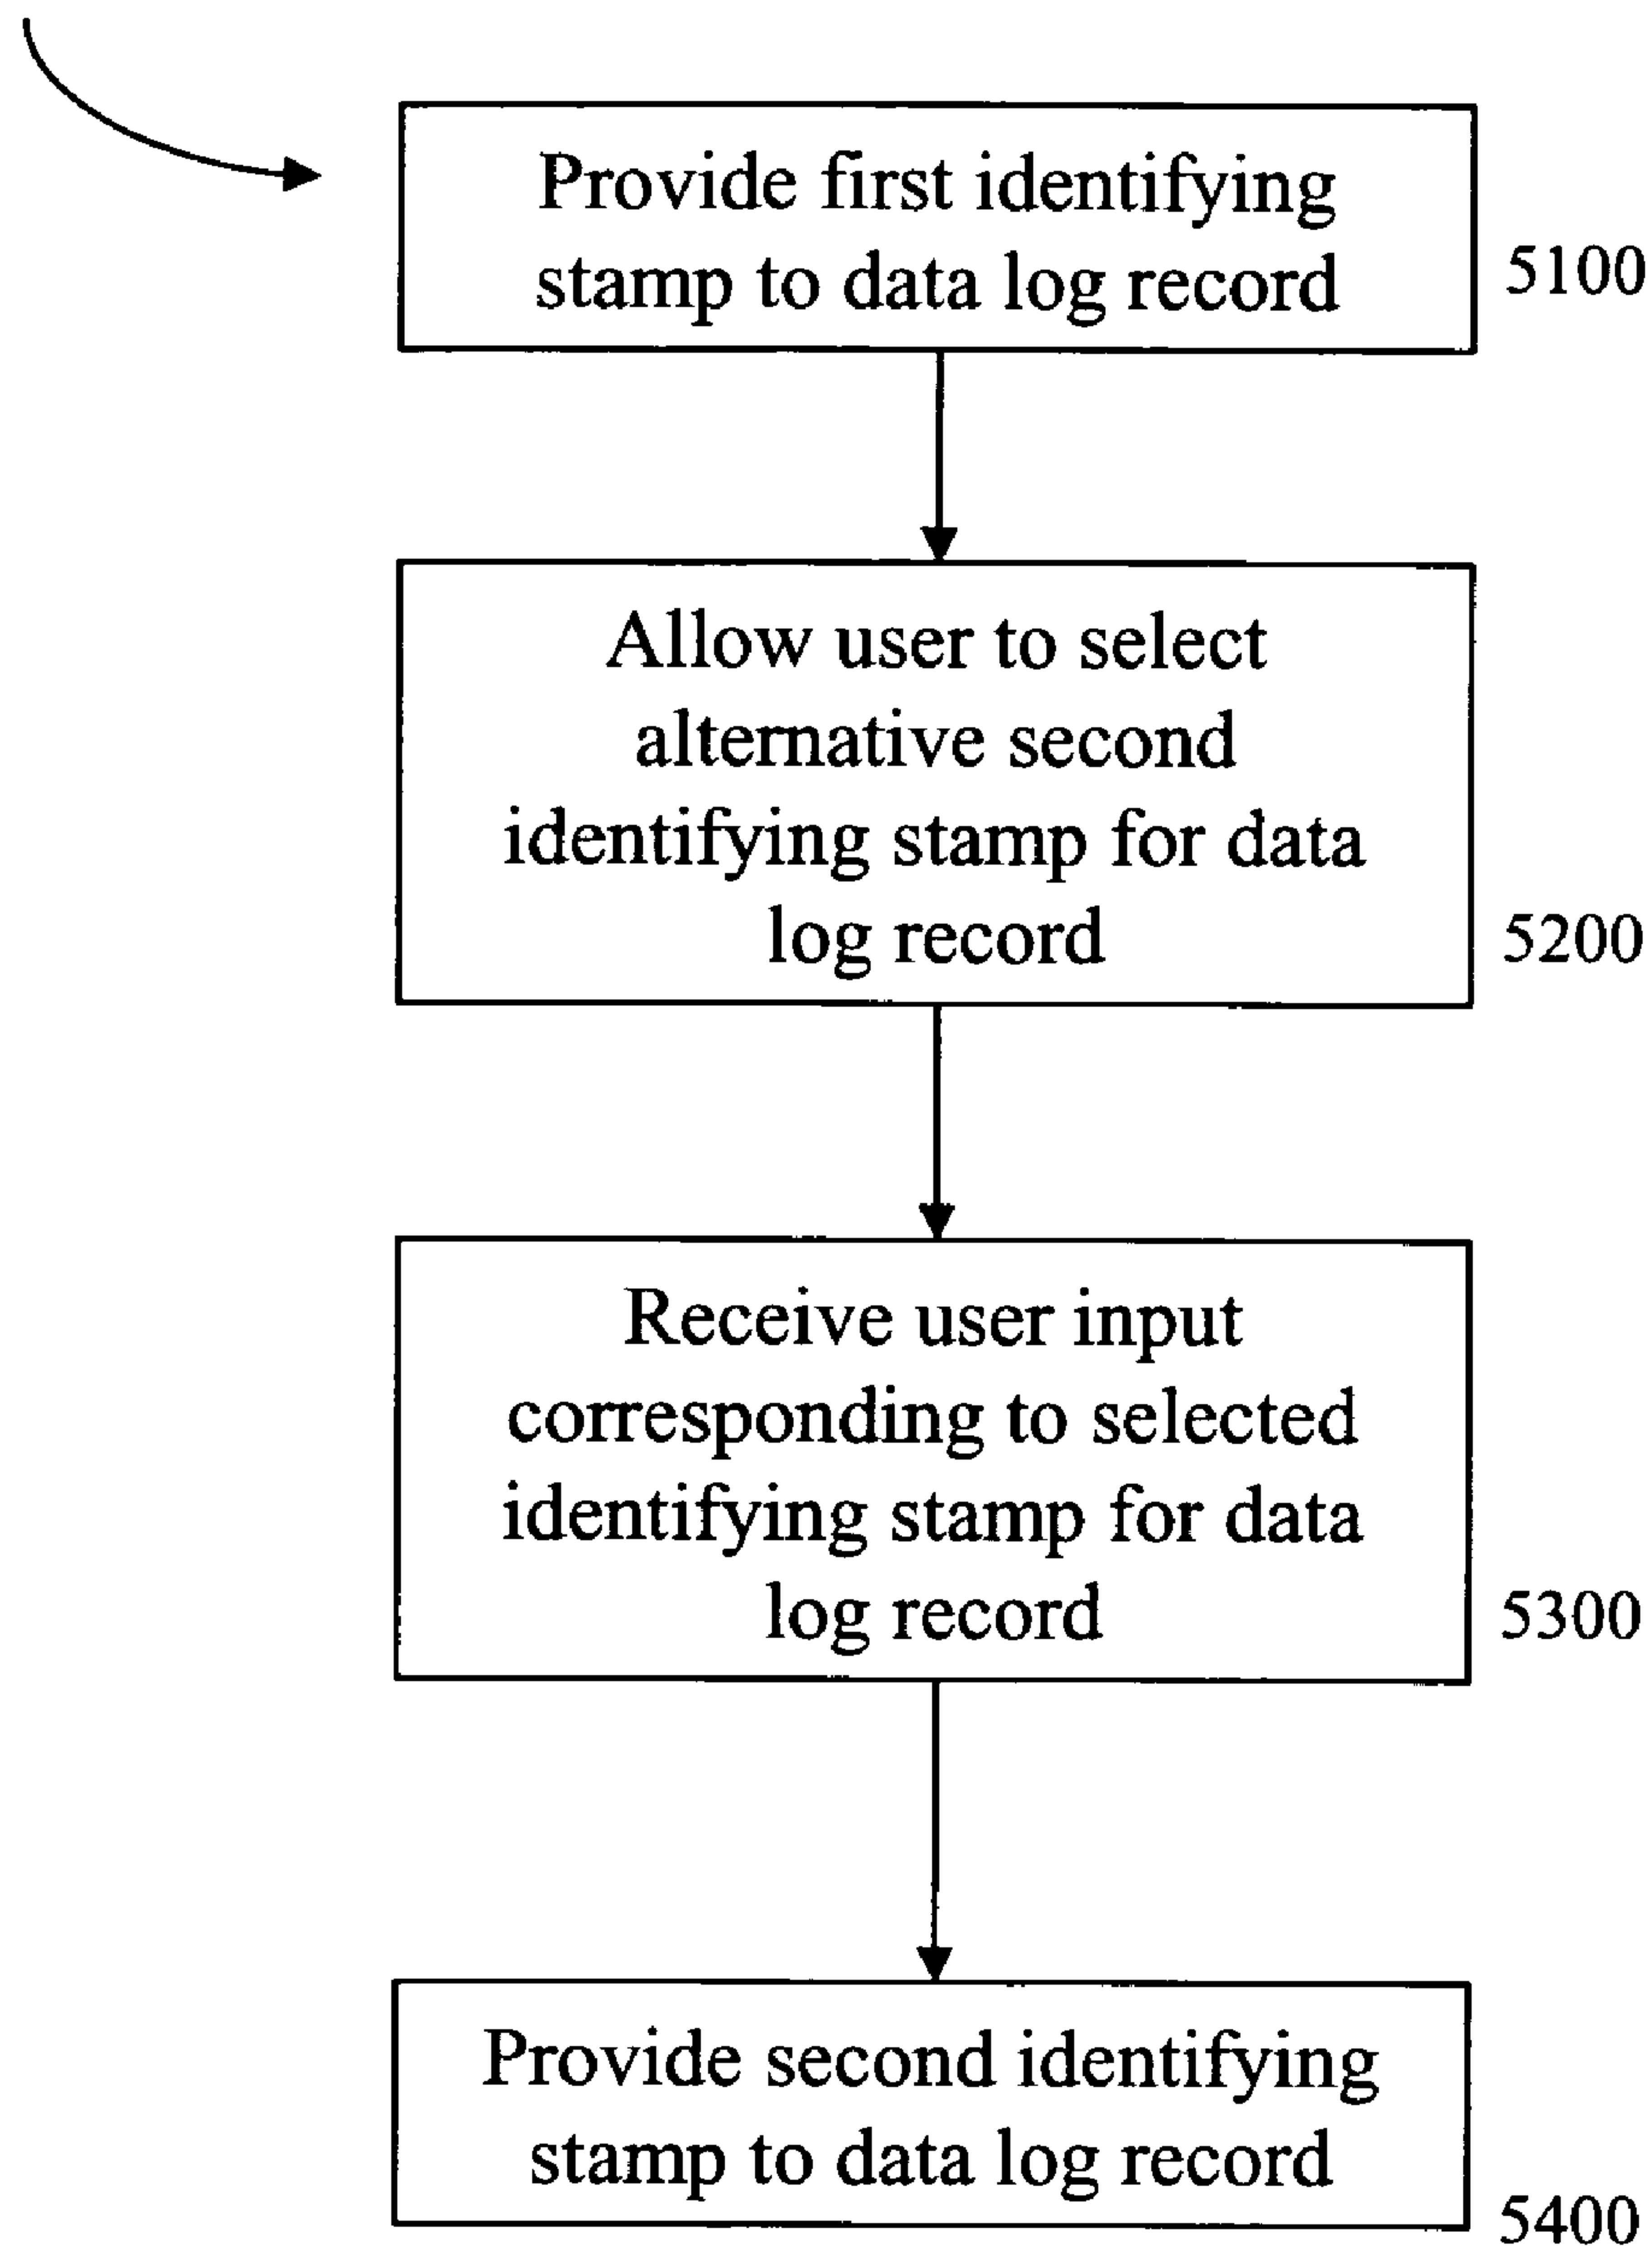 Provide first identifying
stamp to data log record
5100
Allow user to select
alternative second
identifying stamp for data
log record
5200
Receive user input
corresponding to selected
identifying stamp for data
log record
5300
Provide second identifying
stamp to data log record
5400